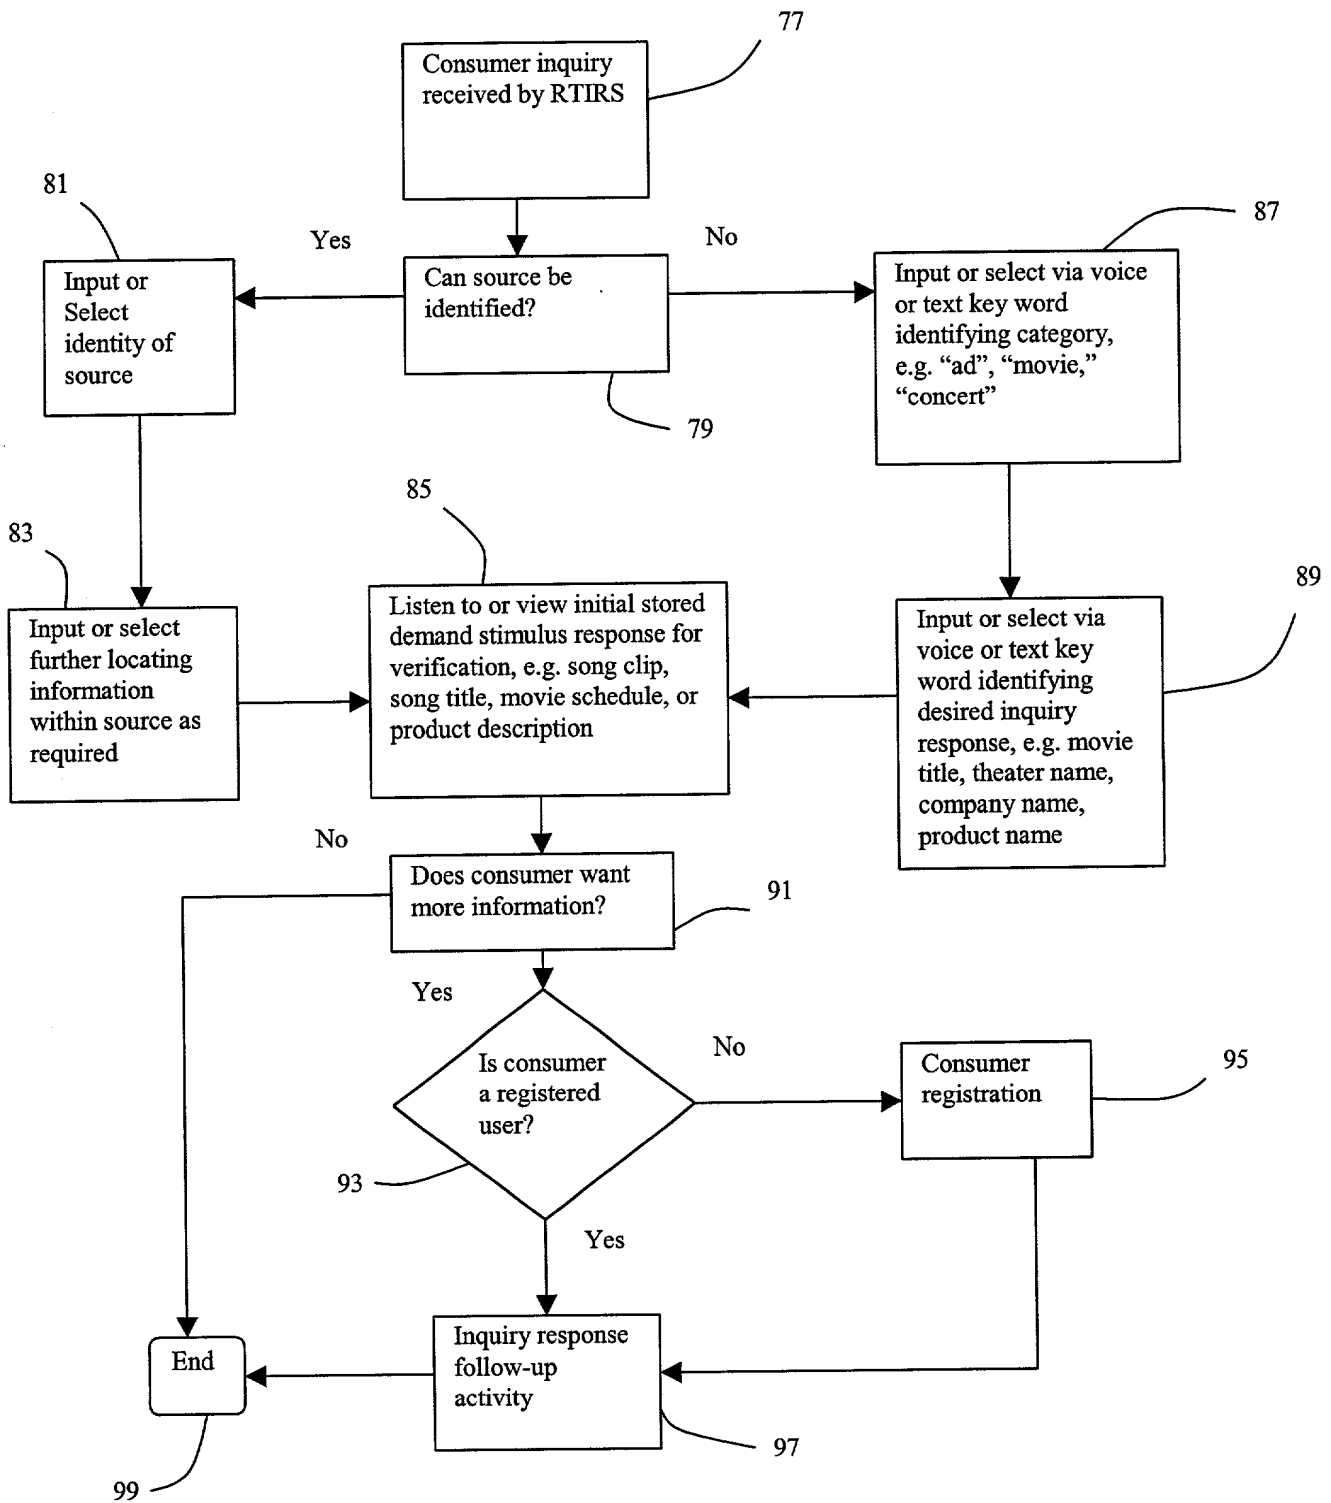 77
Consumer inquiry
received by RTIRS
81
Yes
No
87
Input or
Select
identity of
source
Can source be
identified?
79
Input or select via voice
or text key word
identifying category,
e.g. “ad”, “movie,”
“concert”
83
85
89
Input or select
further locating
information
within source as
required
Listen to or view initial stored
demand stimulus response for
verification, e.g. song clip,
song title, movie schedule, or
product description
Input or select via
voice or text key
word identifying
desired inquiry
response, e.g. movie
title, theater name,
company name,
product name
No
Does consumer want
more information?
91
Yes
Is consumer
a registered
user?
93
No
Consumer
registration
95
Yes
Inquiry response
follow-up
activity
97
End
99